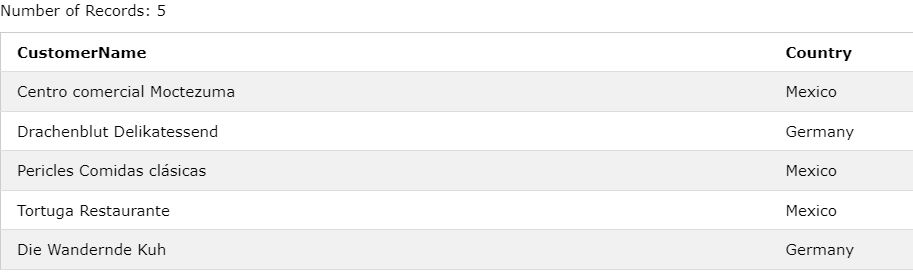 Number of Records: 5
CustomerName Country
Centro comercial Moctezuma Mexico
Drachenblut Delikatessend Germany
Pericles Comidas clásicas Mexico
Tortuga Restaurante Mexico
Die Wandernde Kuh Germany